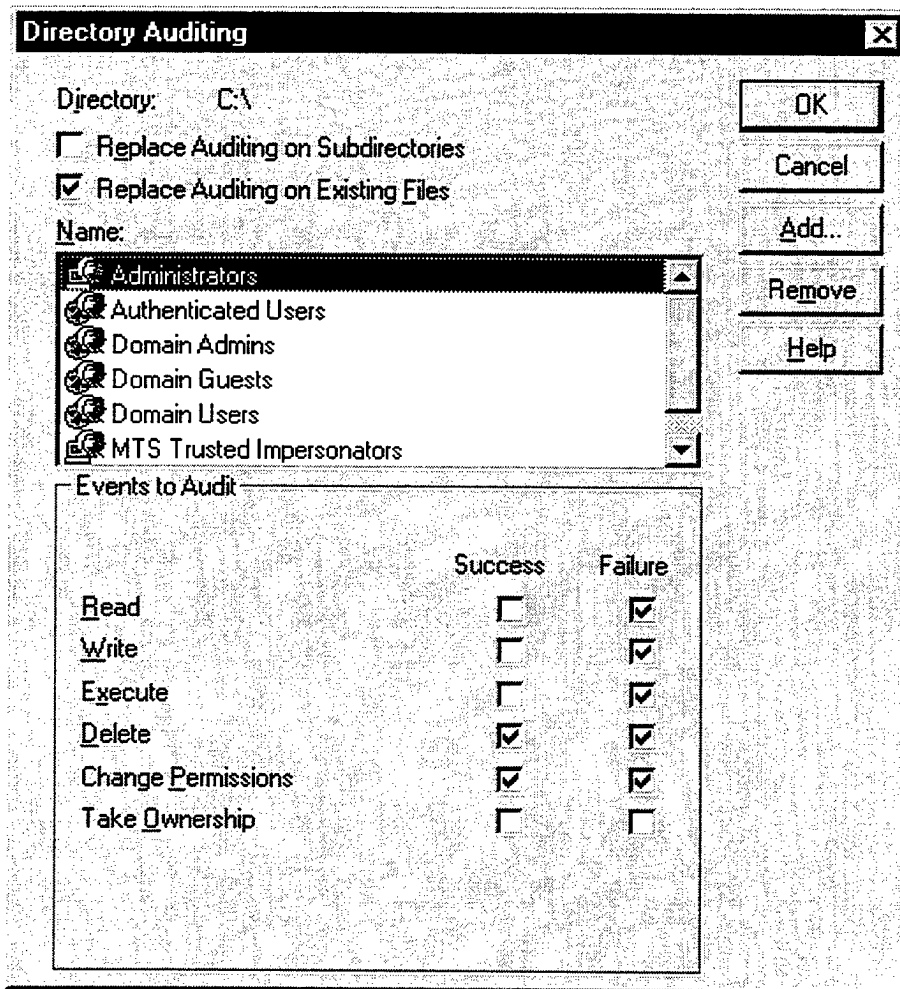 Directory Auditing
Directory: C:\
OK
Replace Auditing on Subdirectories
Replace Auditing on Existing Files
Cancel
Name:
Add...
Administrators
Authenticated Users
Domain Admins
Domain Guests
Domain Users
MTS Trusted Impersonators
Remove
Help
Events to Audit
Success Failure
Read
Write
Execute
Delete
Change Permissions
Take Ownership